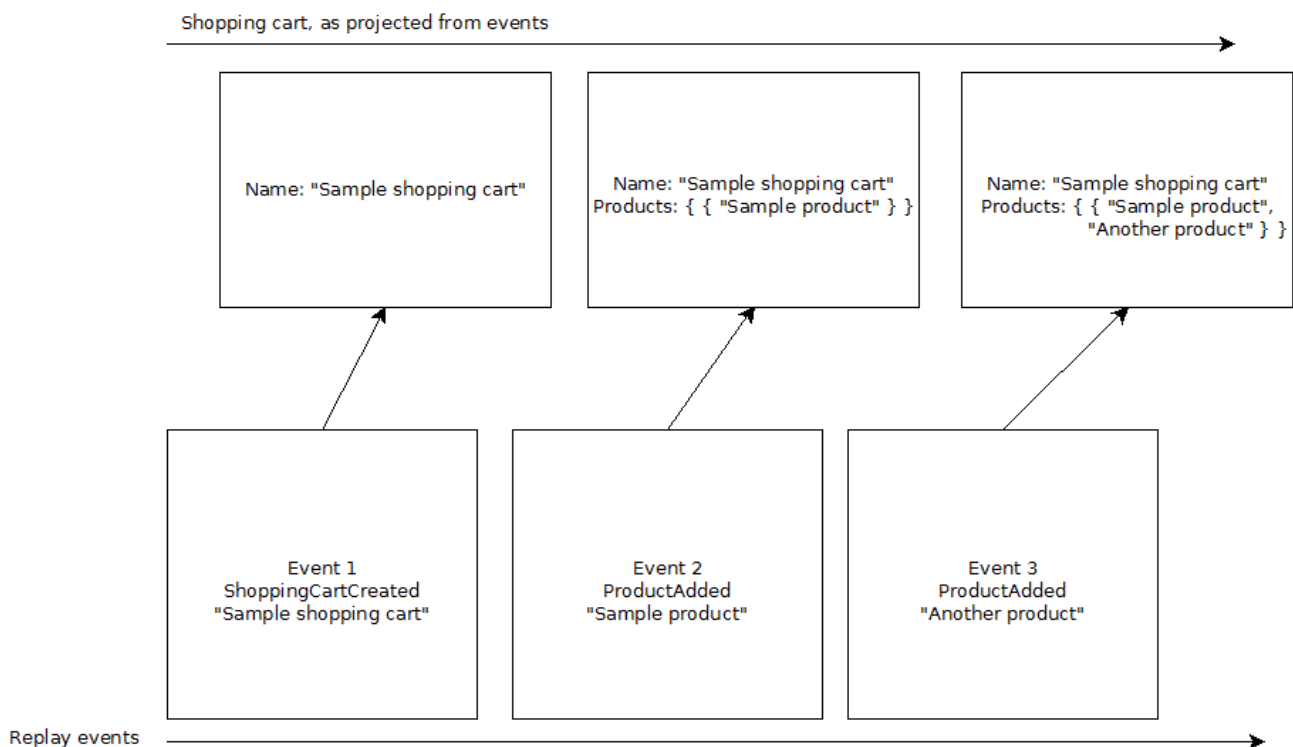 Shopping cart, as projected from events
Name: "Sample shopping cart"
Name: "Sample shopping cart"
Products: { { "Sample product" } }
Name: "Sample shopping cart"
Products: { { "Sample product",
"Another product" } }
Event 1
ShoppingCartCreated
"Sample shopping cart"
Event 2
ProductAdded
"Sample product"
Event 3
ProductAdded
"Another product"
Replay events